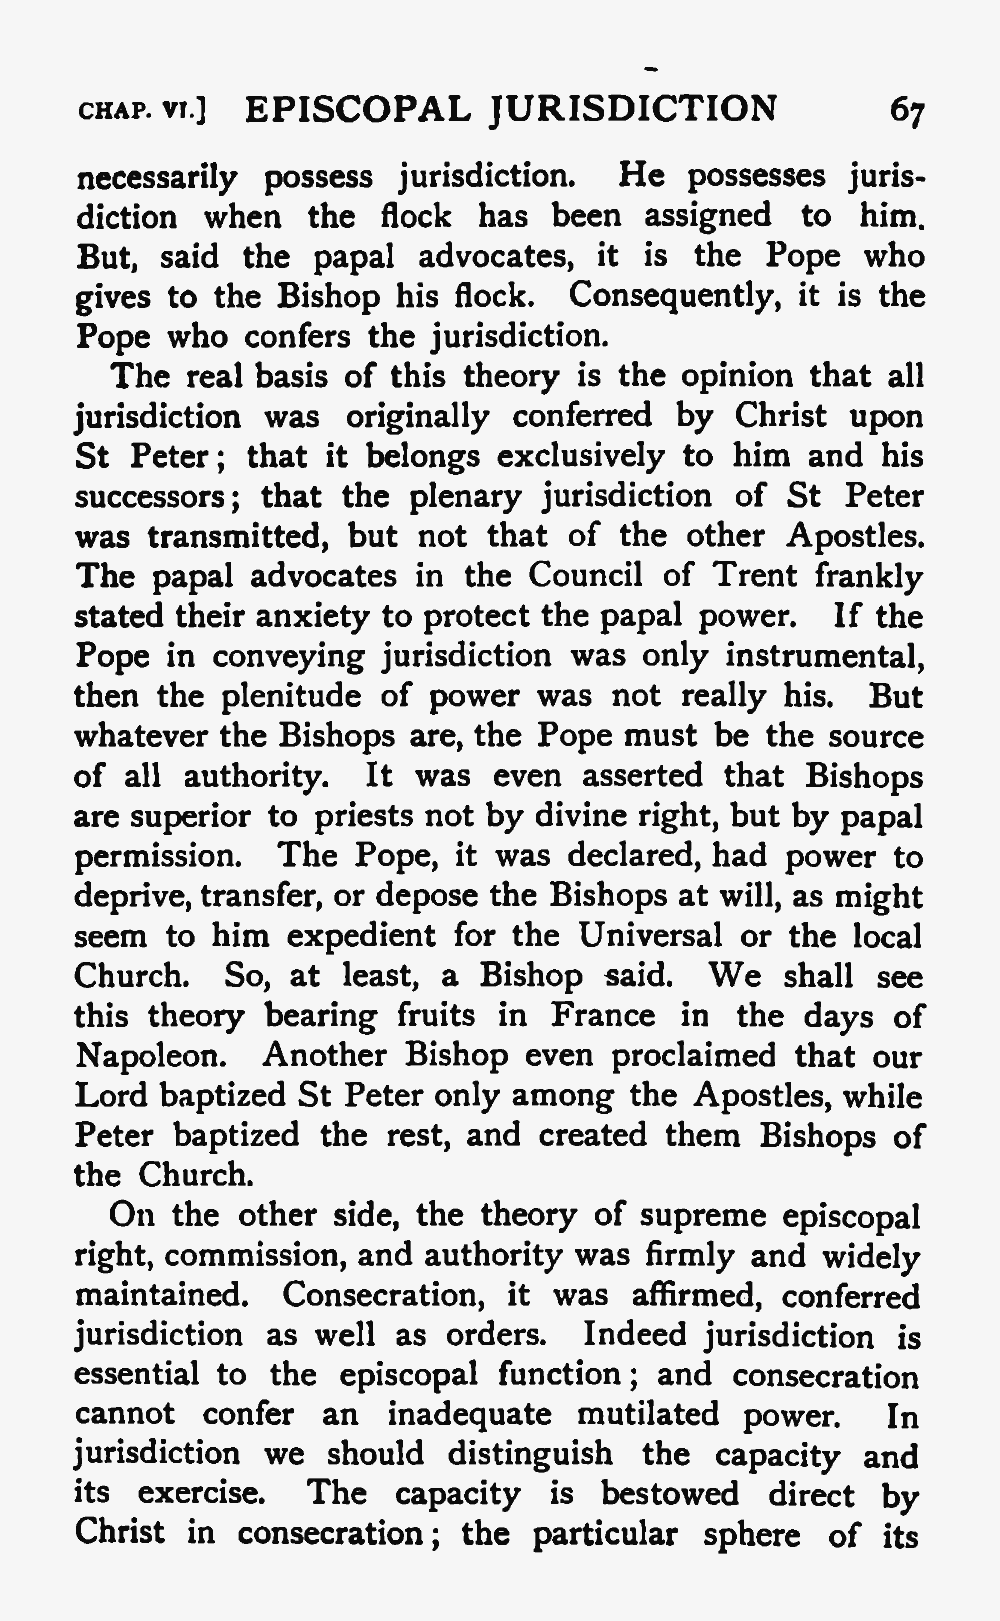 CHAP. VI.] EPISCOPAL JURISDICTION 67
necessarily possess jurisdiction. He possesses juris-
diction when the flock has been assigned to him.
But, said the papal advocates, it is the Pope who
gives to the Bishop his flock. Consequently, it is the
Pope who confers the jurisdiction.
The real basis of this theory is the opinion that all
jurisdiction was originally conferred by Christ upon
St Peter; that it belongs exclusively to him and his
successors; that the plenary jurisdiction of St Peter
was transmitted, but not that of the other Apostles.
The papal advocates in the Council of Trent frankly
stated their anxiety to protect the papal power. If the
Pope in conveying jurisdiction was only instrumental,
then the plenitude of power was not really his. But
whatever the Bishops are, the Pope must be the source
of all authority. It was even asserted that Bishops
are superior to priests not by divine right, but by papal
permission. The Pope, it was declared, had power to
deprive, transfer, or depose the Bishops at will, as might
seem to him expedient for the Universal or the local
Church. So, at least, a Bishop said. We shall see
this theory bearing fruits in France in the days of
Napoleon. Another Bishop even proclaimed that our
Lord baptized St Peter only among the Apostles, while
Peter baptized the rest, and created them Bishops of
the Church.
On the other side, the theory of supreme episcopal
right, commission, and authority was firmly and widely
maintained. Consecration, it was affirmed, conferred
jurisdiction as well as orders. Indeed jurisdiction is
essential to the episcopal function; and consecration
cannot confer an inadequate mutilated power. In
jurisdiction we should distinguish the capacity and
its exercise. The capacity is bestowed direct by
Christ in consecration; the particular sphere of its